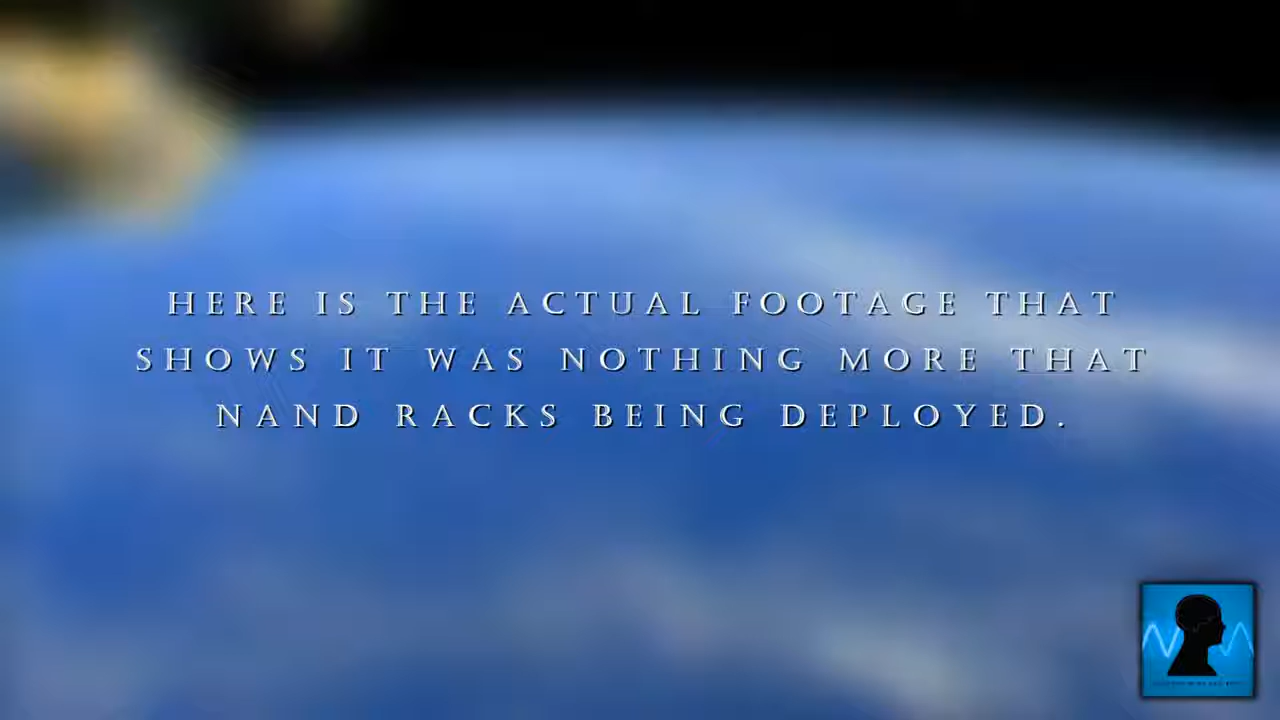 HERE IS THE ACTUAL FOOTAGE THAT
SHOWS IT WAS NOTHING MORE THAT
NAND RACKS BEING DEPLOYED.